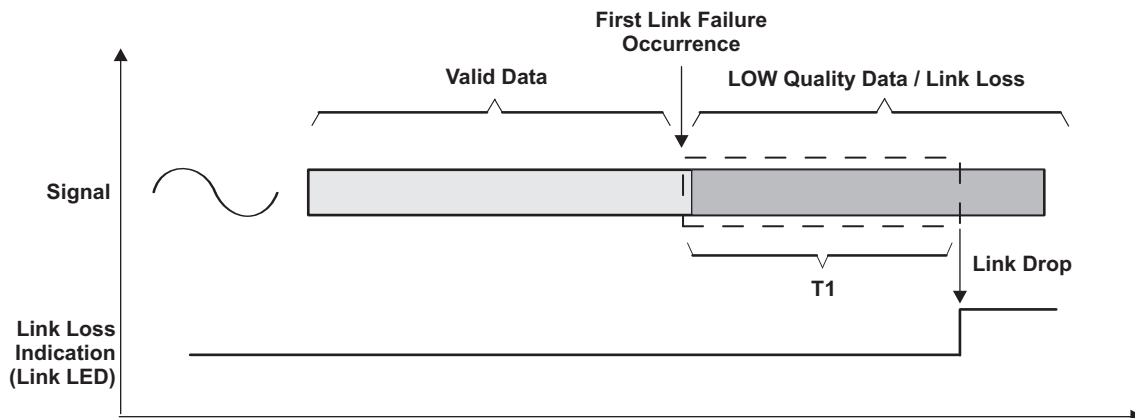 First Link Failure
Occurrence
Valid Data
LOW Quality Data / Link Loss
Signal
T1
Link Drop
Link Loss
Indication
(Link LED)